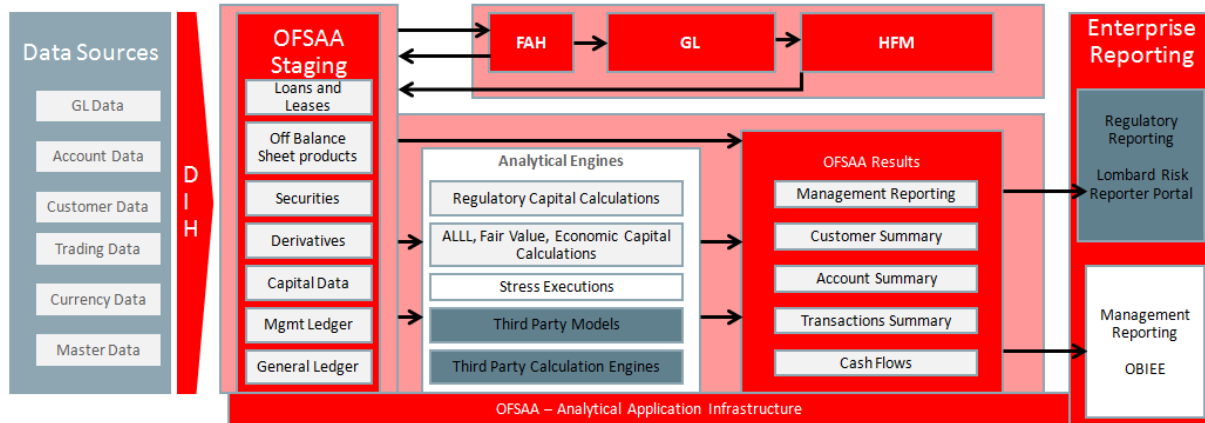 Data Sources
GL Data
Account Data
Customer Data
Trading Data
Currency Data
Master Data
D
I
H
OFSAA
Staging
Loans and
Leases
Off Balance
Sheet products
Securities
Derivatives
Capital Data
Mgmt Ledger
General Ledger
FAH
GL
HFM
Analytical Engines
Regulatory Capital Calculations
ALLL, Fair Value, Economic Capital
Calculations
Stress Executions
Third Party Models
Third Party Calculation Engines
OFSAA Results
Management Reporting
Customer Summary
Account Summary
Transactions Summary
Cash Flows
Enterprise
Reporting
Regulatory
Reporting
Lombard Risk
Reporter Portal
Management
Reporting
OBIEE
OFSAA – Analytical Application Infrastructure